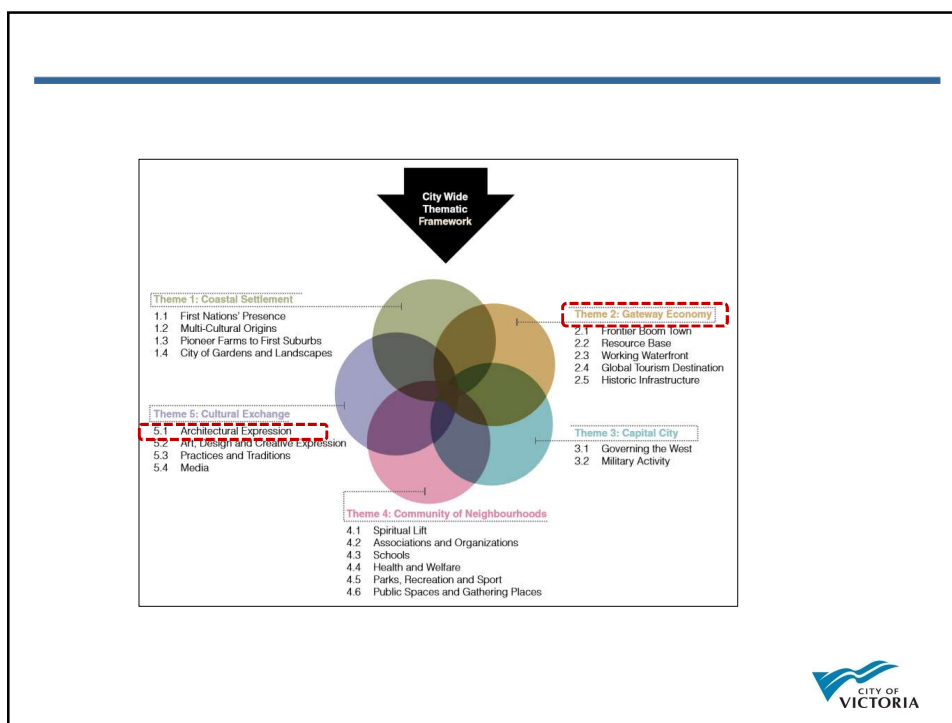 City Wide
Thematic
Framework
Theme 1: Coastal Settlement
1.1 First Nations' Presence
1.2 Multi-Cultural Origins
1.3 Pioneer Farms to First Suburbs
1.4 City of Gardens and Landscapes
Theme 2: Gateway Economy
2.1 Frontier Boom Town
2.2 Resource Base
2.3 Working Waterfront
2.4 Global Tourism Destination
2.5 Historic Infrastructure
Theme 5: Cultural Exchange
5.1 Architectural Expression
5.2 Art, Design and Creative Expression
5.3 Practices and Traditions
5.4 Media
Theme 3: Capital City
3.1 Governing the West
3.2 Military Activity
Theme 4: Community of Neighbourhoods
4.1 Spiritual Lift
4.2 Associations and Organizations
4.3 Schools
4.4 Health and Welfare
4.5 Parks, Recreation and Sport
4.6 Public Spaces and Gathering Places
CITY OF
VICTORIA